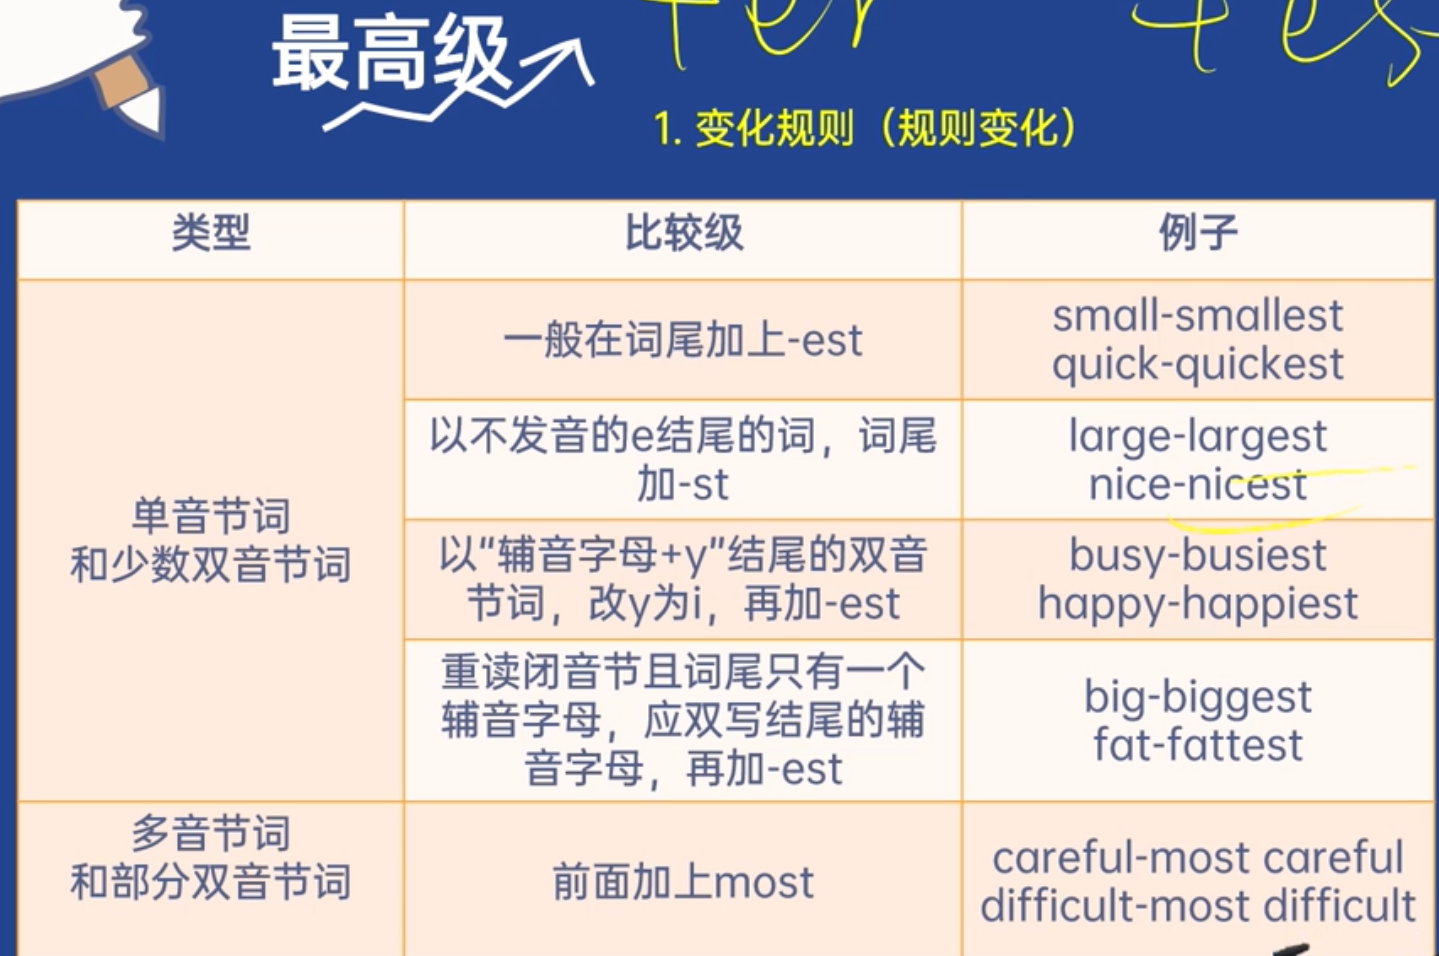 +er +es
最高级
1. 变化规则（规则变化）
类型 比较级 例子
一般在词尾加上-est
small-smallest
quick-quickest
以不发音的e结尾的词，词尾
加-st
large-largest
nice-nicest
单音节词
和少数双音节词
以“辅音字母+y”结尾的双音
节词，改y为i，再加-est
busy-busiest
happy-happiest
重读闭音节且词尾只有一个
辅音字母，应双写结尾的辅
音字母，再加-est
big-biggest
fat-fattest
多音节词
和部分双音节词
前面加上most
careful-most careful
difficult-most difficult